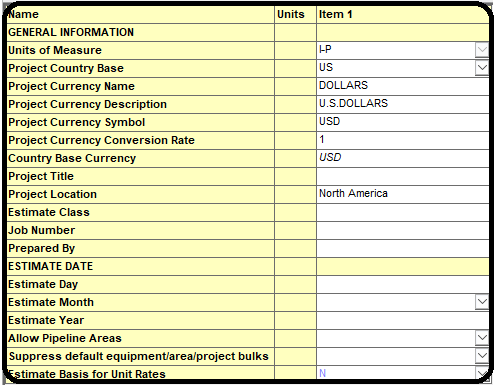 Name Units Item 1
GENERAL INFORMATION
Units of Measure I-P
Project Country Base US
Project Currency Name DOLLARS
Project Currency Description U.S.DOLLARS
Project Currency Symbol USD
Project Currency Conversion Rate 1
Country Base Currency USD
Project Title
Project Location North America
Estimate Class
Job Number
Prepared By
ESTIMATE DATE
Estimate Day
Estimate Month
Estimate Year
Allow Pipeline Areas
Suppress default equipment/area/project bulks
Estimate Basis for Unit Rates N